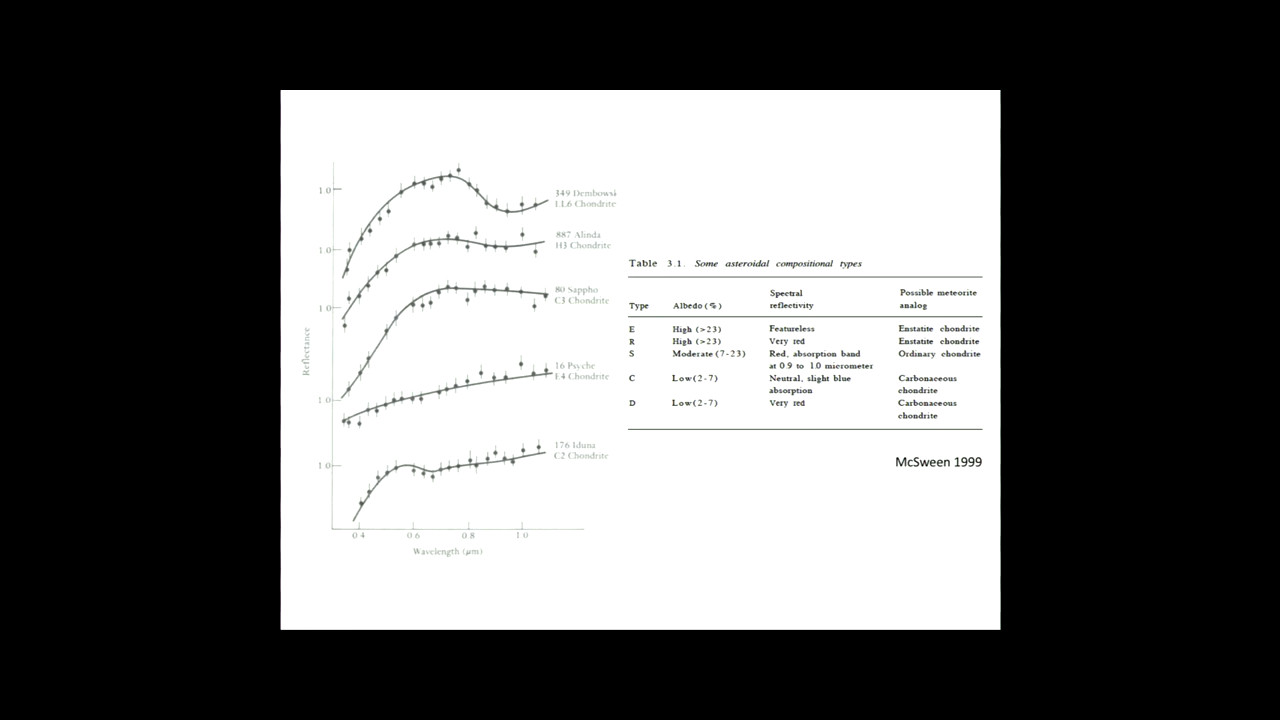 1 0
349 Dembowsi
LL6 Chondrite
1 0
887 Alinda
H3 Chondrite
1 0
80 Sappho
C3 Chondrite
1 0
16 Psyche
E4 Chondrite
1 0
176 Iduna
C2 Chondrite
Reflectance
0 4 0 6 0 8 1 0
Wavelength (μm)
Table 3.1. Some asteroidal compositional types
Type Albedo (%) Spectral reflectivity Possible meteorite analog
E High (>23) Featureless Enstatite chondrite
R High (>23) Very red Enstatite chondrite
S Moderate (7-23) Red, absorption band Ordinary chondrite
at 0.9 to 1.0 micrometer
C Low (2-7) Neutral, slight blue Carbonaceous
absorption chondrite
D Low (2-7) Very red Carbonaceous
chondrite
McSween 1999